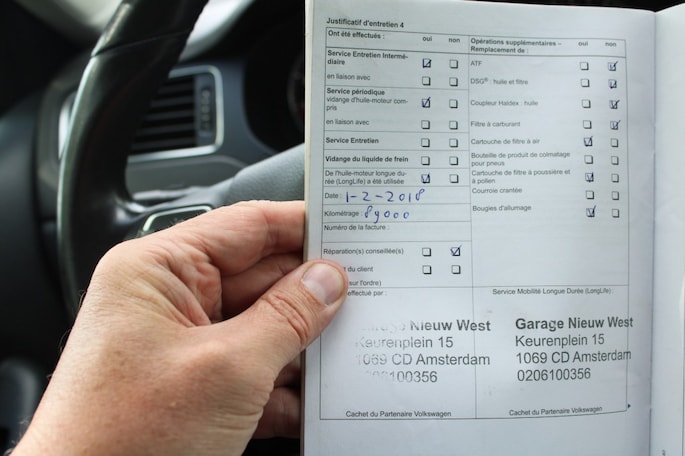 Justificatif d'entretien 4
Ont été effectués : oui non
Service Entretien Intermé-
diaire
en liaison avec
Service périodique
vidange d'huile-moteur com-
pris
en liaison avec
Service Entretien
Vidange du liquide de frein
De l'huile-moteur longue du-
rée (LongLife) a été utilisée
Date : 1-2-2018
Kilométrage : 89000
Numéro de la facture :
Réparation(s) conseillée(s)
du client
(sur l'ordre)
effectué par :
Garage Nieuw West
Keurenplein 15
1069 CD Amsterdam
0206100356
Cachet du Partenaire Volkswagen
Opérations supplémentaires – oui non
Remplacement de :
ATF
DSG® : huile et filtre
Coupleur Haldex : huile
Filtre à carburant
Cartouche de filtre à air
Bouteille de produit de colmatage
pour pneus
Cartouche de filtre à poussière et
à pollen
Courroie crantée
Bougies d'allumage
Service Mobilité Longue Durée (LongLife) :
Garage Nieuw West
Keurenplein 15
1069 CD Amsterdam
0206100356
Cachet du Partenaire Volkswagen